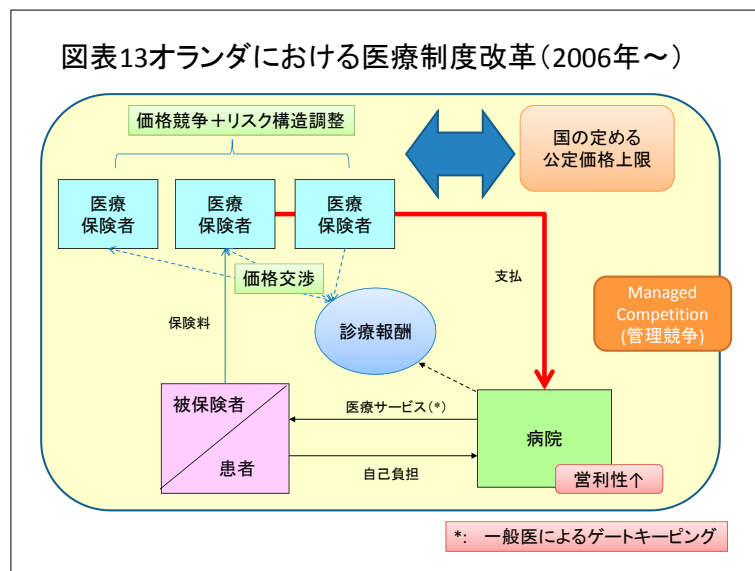 図表13オランダにおける医療制度改革（2006年～）
価格競争＋リスク構造調整
国の定める
公定価格上限
医療
保険者
医療
保険者
医療
保険者
価格交渉
支払
Managed
Competition
(管理競争)
保険料
診療報酬
被保険者
患者
医療サービス(*)
自己負担
病院
営利性↑
*:　一般医によるゲートキーピング